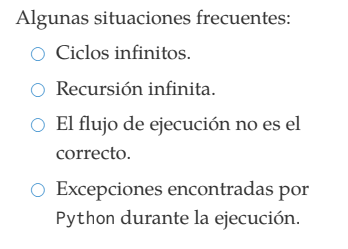 Algunas situaciones frecuentes:
○ Ciclos infinitos.
○ Recursión infinita.
○ El flujo de ejecución no es el
correcto.
○ Excepciones encontradas por
Python durante la ejecución.